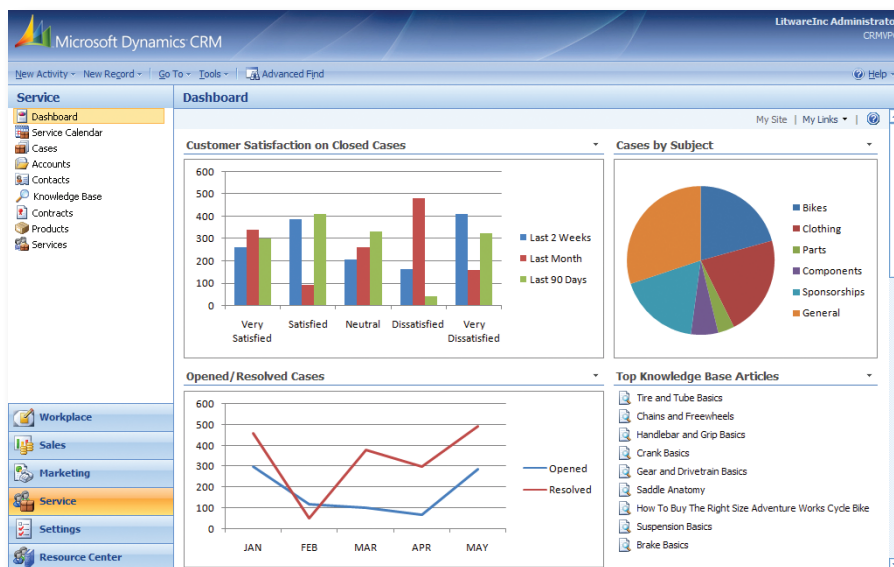 LitwareInc Administrato
CRMVP
Microsoft Dynamics CRM
New Activity New Record Go To Tools Advanced Find Help
Service
Dashboard
Service Calendar
Cases
Accounts
Contacts
Knowledge Base
Contracts
Products
Services
Workplace
Sales
Marketing
Service
Settings
Resource Center
Dashboard
My Site | My Links
Customer Satisfaction on Closed Cases
600
500
400
300
200
100
0
Very Satisfied
Satisfied
Neutral
Dissatisfied
Very Dissatisfied
Last 2 Weeks
Last Month
Last 90 Days
Cases by Subject
Bikes
Clothing
Parts
Components
Sponsorships
General
Opened/Resolved Cases
600
500
400
300
200
100
0
JAN FEB MAR APR MAY
Opened
Resolved
Top Knowledge Base Articles
Tire and Tube Basics
Chains and Freewheels
Handlebar and Grip Basics
Crank Basics
Gear and Drivetrain Basics
Saddle Anatomy
How To Buy The Right Size Adventure Works Cycle Bike
Suspension Basics
Brake Basics